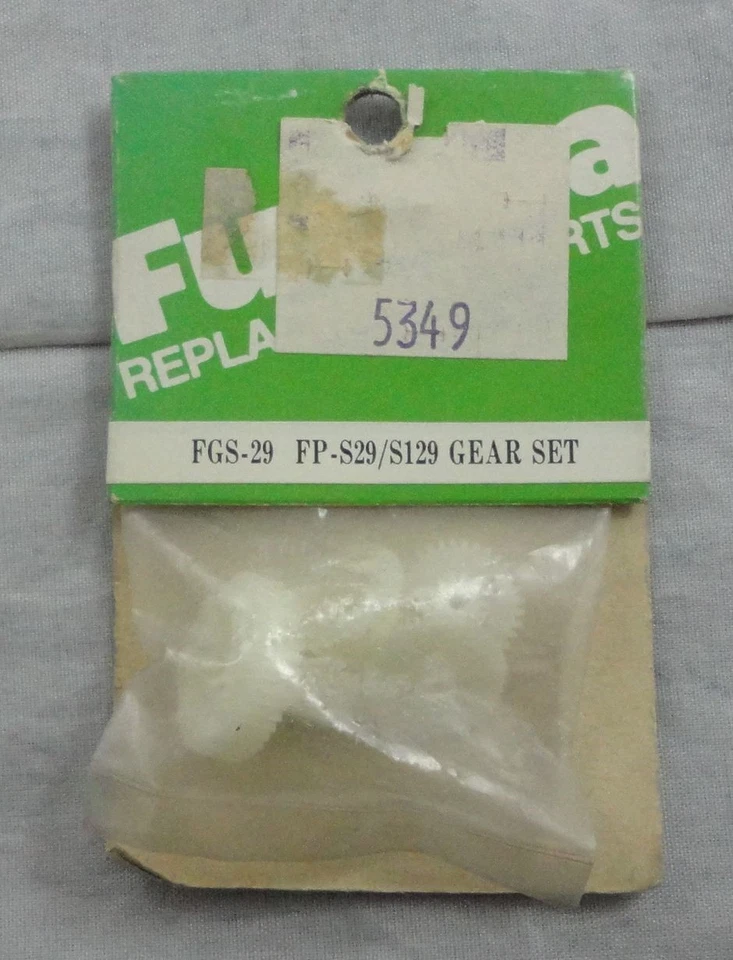 Fu a
REPLA RTS
5349
FGS-29 FP-S29/S129 GEAR SET